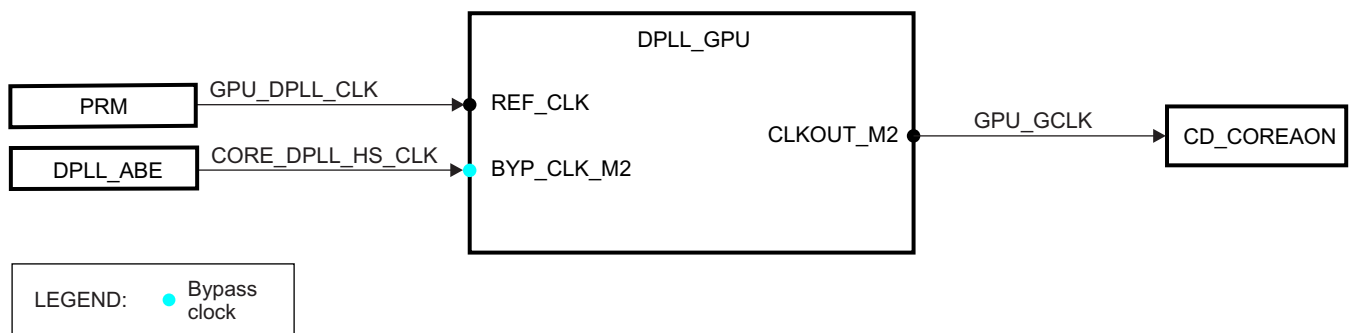 DPLL_GPU
PRM
GPU_DPLL_CLK
REF_CLK
CLKOUT_M2
GPU_GCLK
CD_COREAON
DPLL_ABE
CORE_DPLL_HS_CLK
BYP_CLK_M2
LEGEND:
Bypass
clock